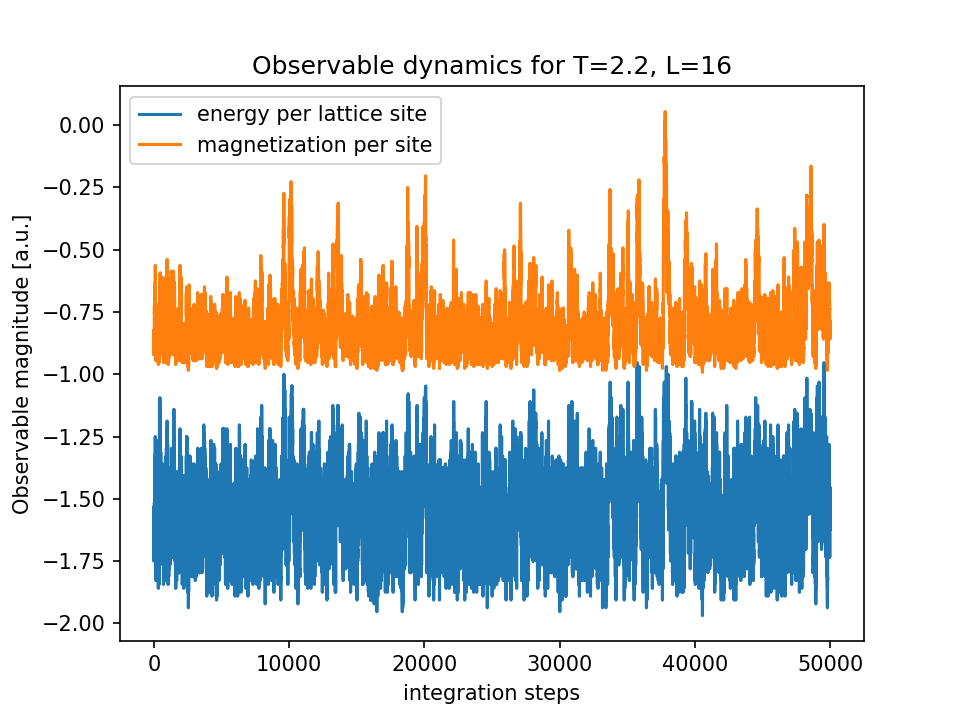 Observable dynamics for T=2.2, L=16
energy per lattice site
magnetization per site
Observable magnitude [a.u.]
0.00
−0.25
−0.50
−0.75
−1.00
−1.25
−1.50
−1.75
−2.00
0 10000 20000 30000 40000 50000
integration steps